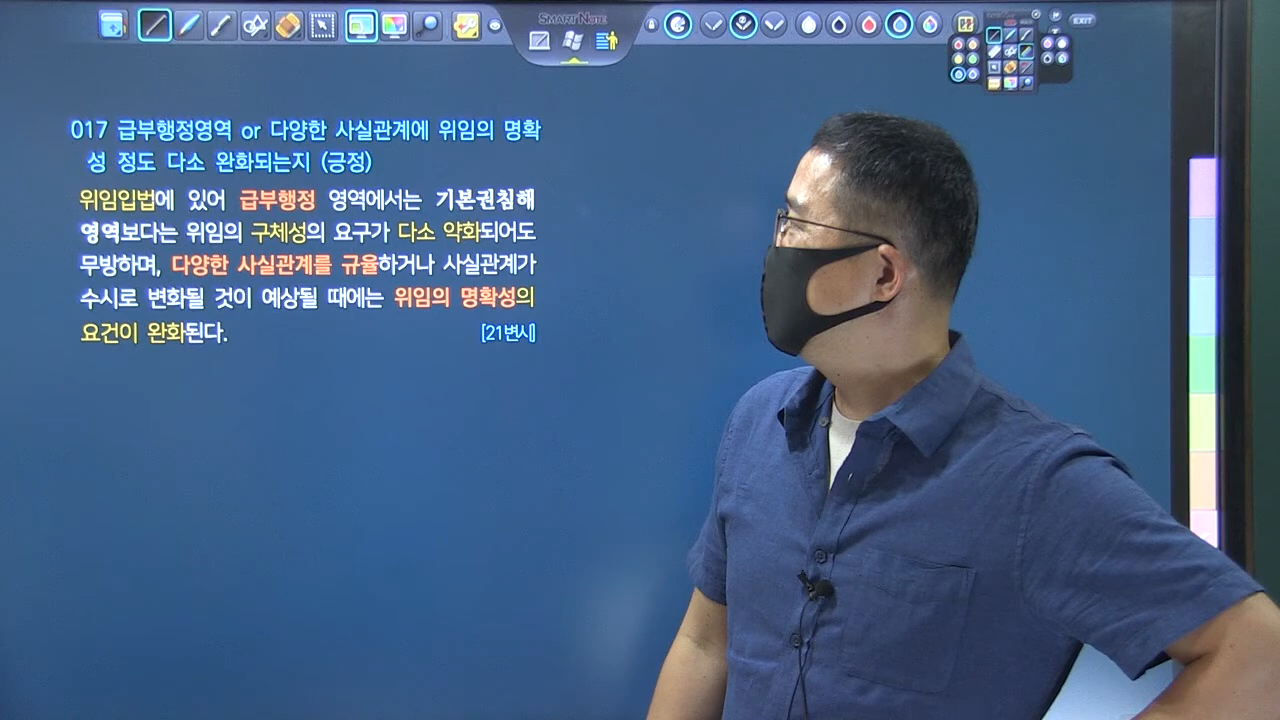 SMART NOTE
EXIT
017 급부행정영역 or 다양한 사실관계에 위임의 명확
성 정도 다소 완화되는지 (긍정)
위임입법에 있어 급부행정 영역에서는 기본권침해
영역보다는 위임의 구체성의 요구가 다소 약화되어도
무방하며, 다양한 사실관계를 규율하거나 사실관계가
수시로 변화될 것이 예상될 때에는 위임의 명확성의
요건이 완화된다.
[21변시]